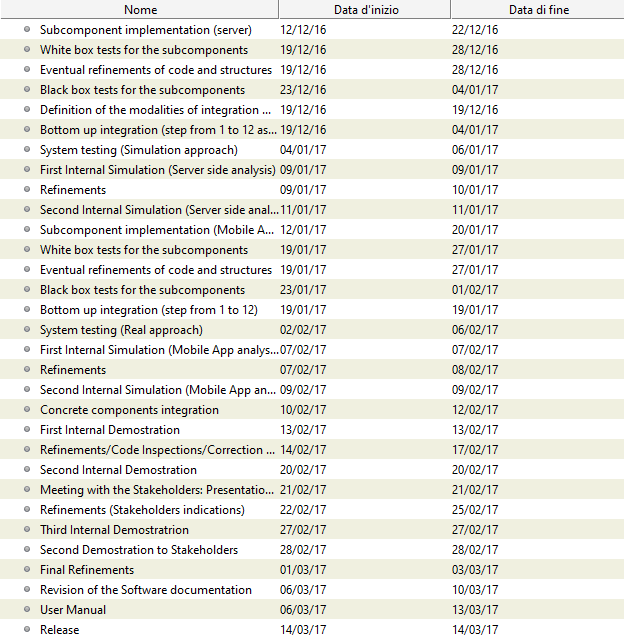 Nome Data d'inizio Data di fine
Subcomponent implementation (server) 12/12/16 22/12/16
White box tests for the subcomponents 19/12/16 28/12/16
Eventual refinements of code and structures 19/12/16 28/12/16
Black box tests for the subcomponents 23/12/16 04/01/17
Definition of the modalities of integration ... 19/12/16 19/12/16
Bottom up integration (step from 1 to 12 as... 19/12/16 04/01/17
System testing (Simulation approach) 04/01/17 06/01/17
First Internal Simulation (Server side analysis) 09/01/17 09/01/17
Refinements 09/01/17 10/01/17
Second Internal Simulation (Server side anal... 11/01/17 11/01/17
Subcomponent implementation (Mobile A... 12/01/17 20/01/17
White box tests for the subcomponents 19/01/17 27/01/17
Eventual refinements of code and structures 19/01/17 27/01/17
Black box tests for the subcomponents 23/01/17 01/02/17
Bottom up integration (step from 1 to 12) 19/01/17 19/01/17
System testing (Real approach) 02/02/17 06/02/17
First Internal Simulation (Mobile App analys... 07/02/17 07/02/17
Refinements 07/02/17 08/02/17
Second Internal Simulation (Mobile App an... 09/02/17 09/02/17
Concrete components integration 10/02/17 12/02/17
First Internal Demostration 13/02/17 13/02/17
Refinements/Code Inspections/Correction ... 14/02/17 17/02/17
Second Internal Demostration 20/02/17 20/02/17
Meeting with the Stakeholders: Presentatio... 21/02/17 21/02/17
Refinements (Stakeholders indications) 22/02/17 25/02/17
Third Internal Demostratrion 27/02/17 27/02/17
Second Demostration to Stakeholders 28/02/17 28/02/17
Final Refinements 01/03/17 03/03/17
Revision of the Software documentation 06/03/17 10/03/17
User Manual 06/03/17 13/03/17
Release 14/03/17 14/03/17